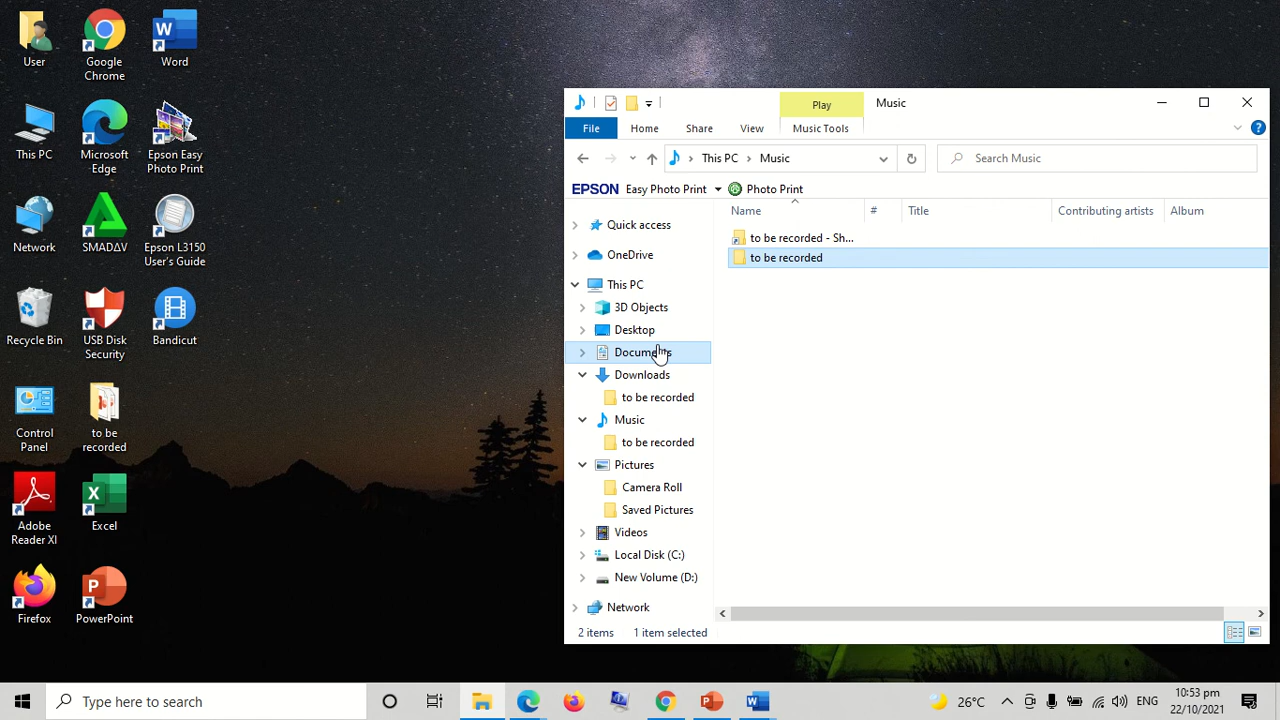 User
Google
Chrome
Word
This PC
Microsoft
Edge
Epson Easy
Photo Print
Network
SMADΔV
Epson L3150
User's Guide
Recycle Bin
USB Disk
Security
Bandicut
Control
Panel
to be
recorded
Adobe
Reader XI
Excel
Firefox
PowerPoint
Play
Music
File
Home
Share
View
Music Tools
This PC
Music
Search Music
EPSON
Easy Photo Print
Photo Print
Name
#
Title
Contributing artists
Album
to be recorded - Sh...
to be recorded
Quick access
OneDrive
This PC
3D Objects
Desktop
Documents
Downloads
to be recorded
Music
to be recorded
Pictures
Camera Roll
Saved Pictures
Videos
Local Disk (C:)
New Volume (D:)
Network
2 items
1 item selected
Type here to search
26°C
ENG
10:53 pm
22/10/2021